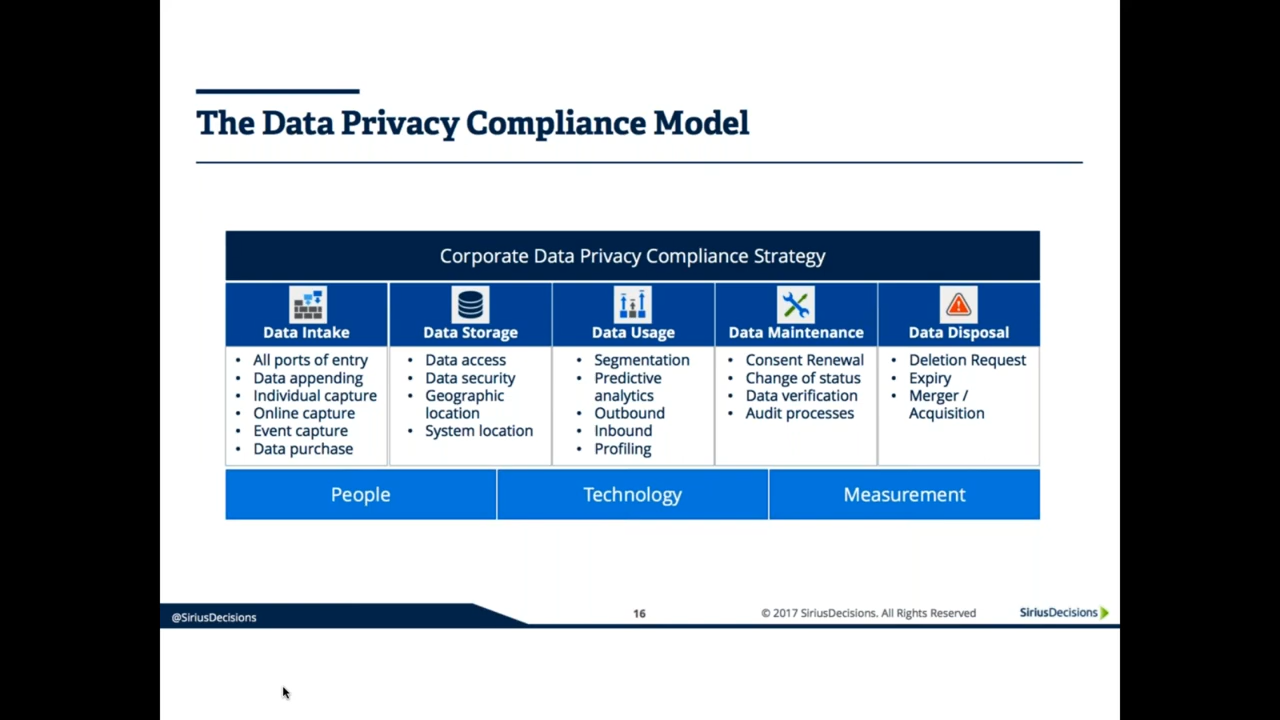 The Data Privacy Compliance Model
Corporate Data Privacy Compliance Strategy
Data Intake
• All ports of entry
• Data appending
• Individual capture
• Online capture
• Event capture
• Data purchase
Data Storage
• Data access
• Data security
• Geographic
location
• System location
Data Usage
• Segmentation
• Predictive
analytics
• Outbound
• Inbound
• Profiling
Data Maintenance
• Consent Renewal
• Change of status
• Data verification
• Audit processes
Data Disposal
• Deletion Request
• Expiry
• Merger /
Acquisition
People
Technology
Measurement
@SiriusDecisions
16
© 2017 SiriusDecisions. All Rights Reserved
SiriusDecisions